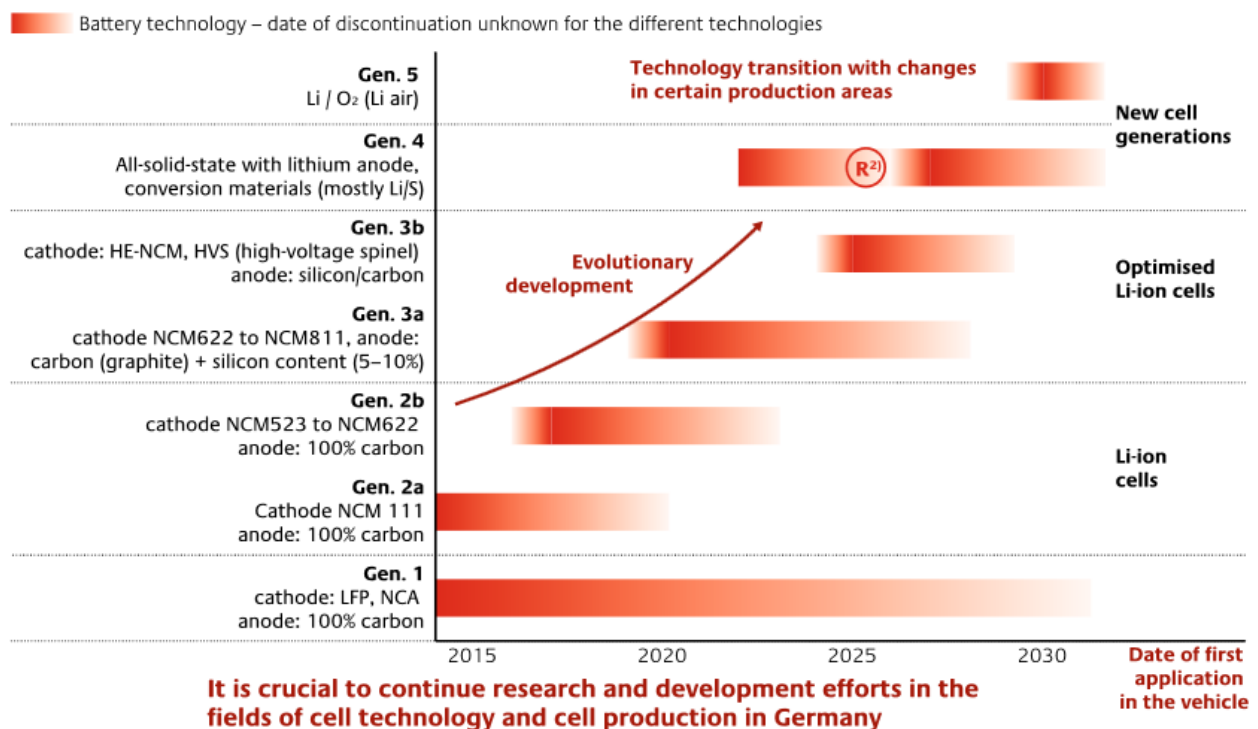 Battery technology – date of discontinuation unknown for the different technologies
Gen. 5
Li / O₂ (Li air)
Technology transition with changes
in certain production areas
New cell
generations
Gen. 4
All-solid-state with lithium anode,
conversion materials (mostly Li/S)
R²⁾
Gen. 3b
cathode: HE-NCM, HVS (high-voltage spinel)
anode: silicon/carbon
Evolutionary
development
Optimised
Li-ion cells
Gen. 3a
cathode NCM622 to NCM811, anode:
carbon (graphite) + silicon content (5–10%)
Gen. 2b
cathode NCM523 to NCM622
anode: 100% carbon
Li-ion
cells
Gen. 2a
Cathode NCM 111
anode: 100% carbon
Gen. 1
cathode: LFP, NCA
anode: 100% carbon
2015 2020 2025 2030
Date of first
application
in the vehicle
It is crucial to continue research and development efforts in the
fields of cell technology and cell production in Germany